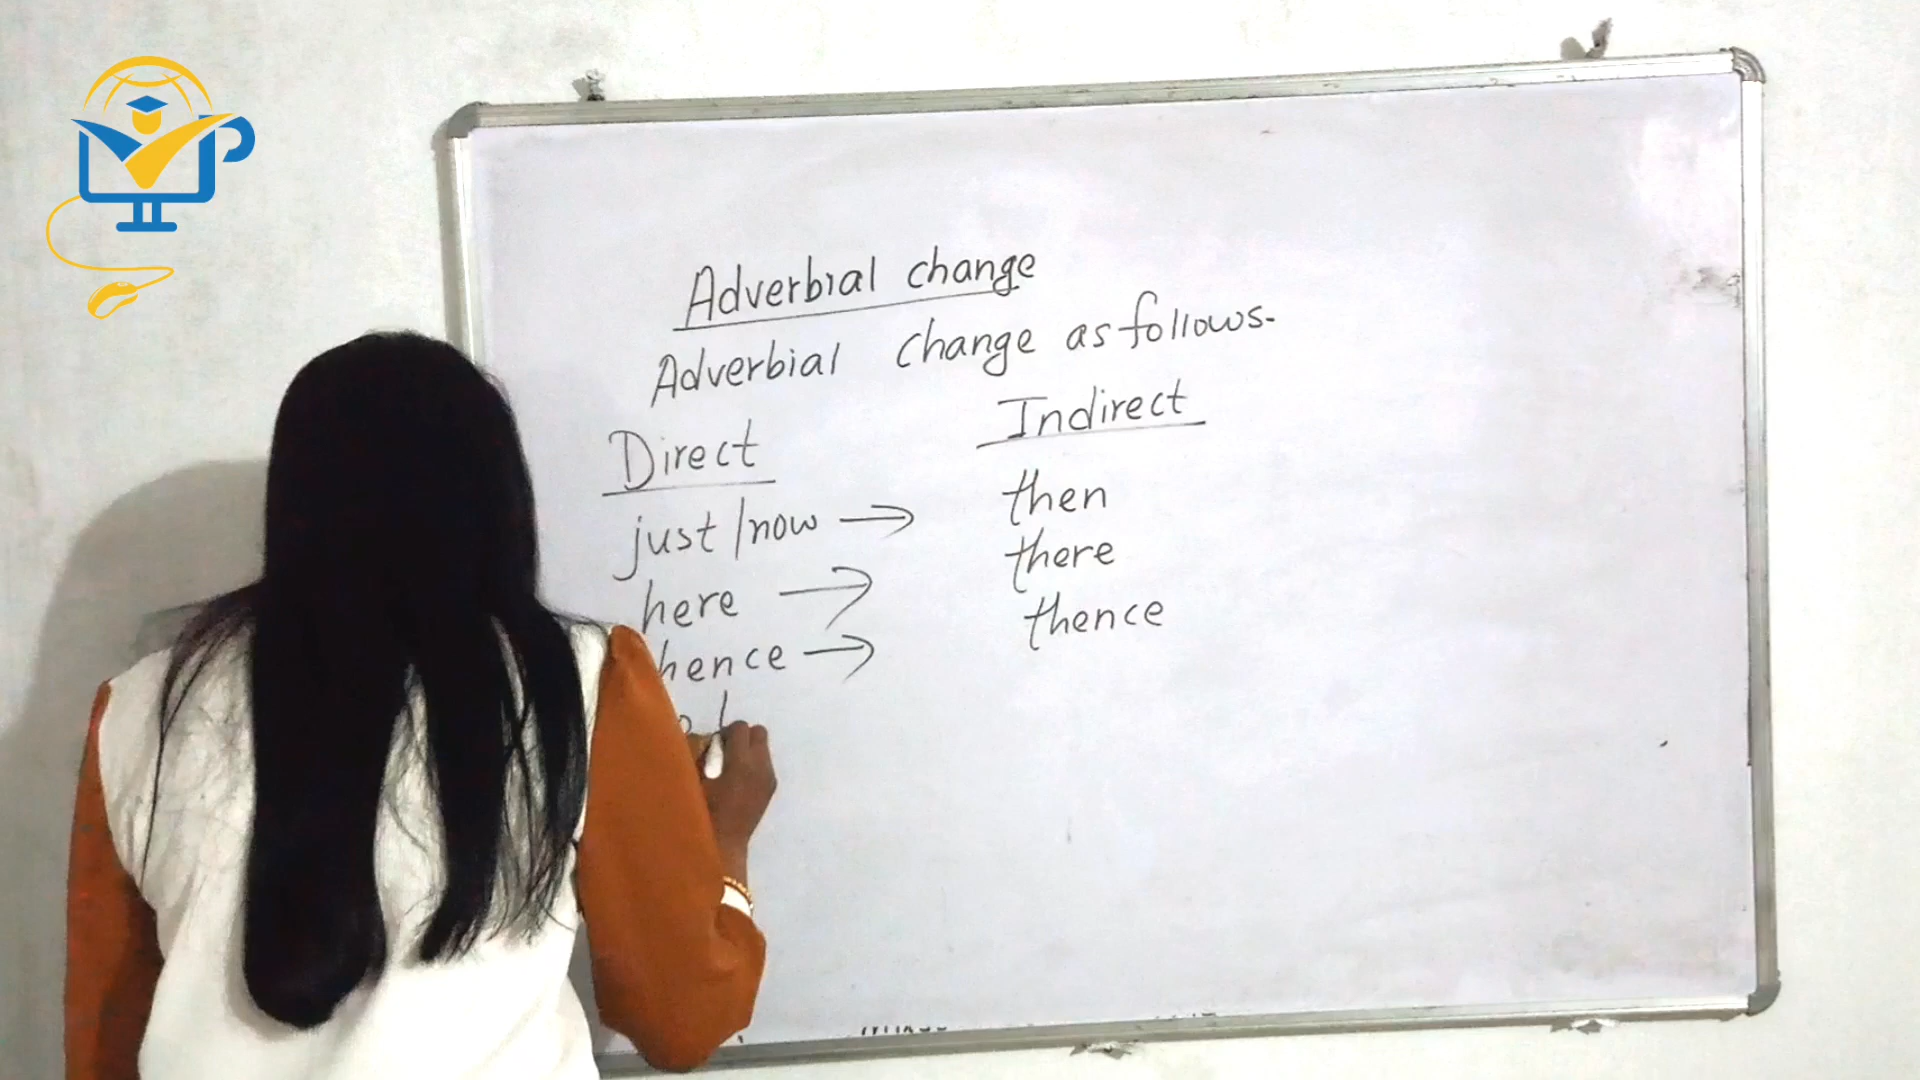 Adverbial change
Adverbial change as follows-
Direct Indirect
just/now → then
here → there
hence → thence